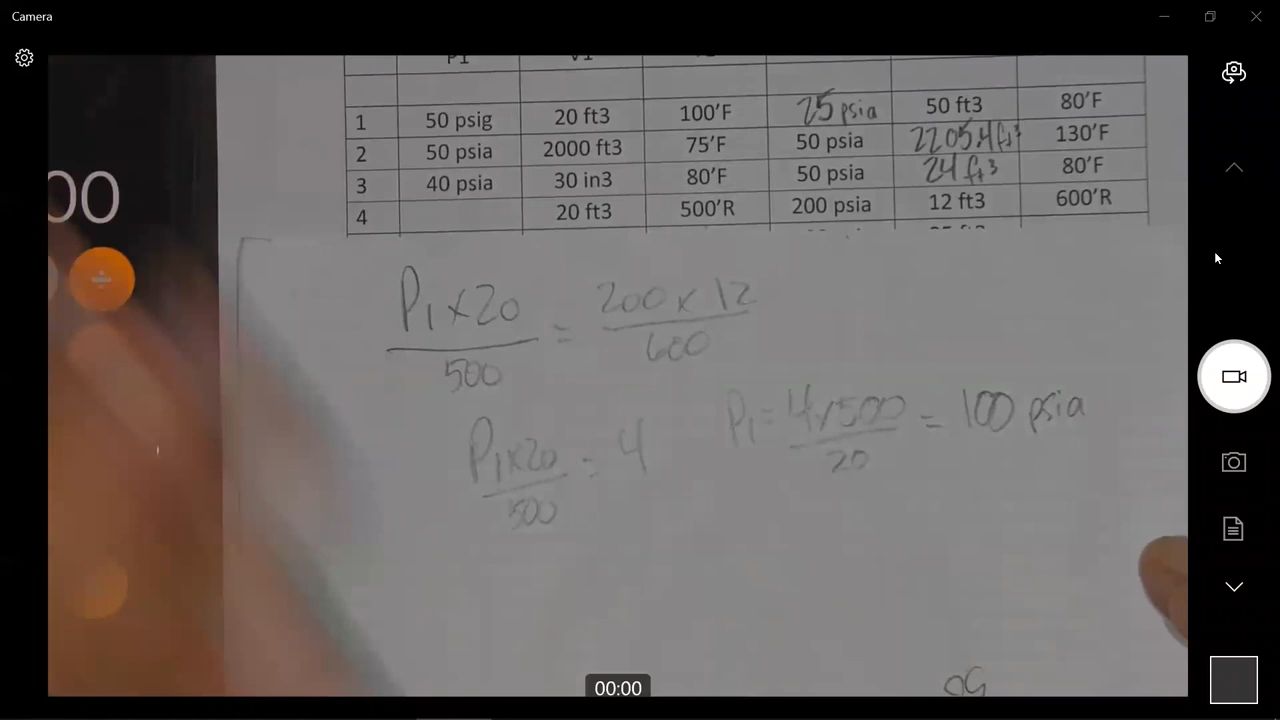 Camera
P1 V1
1 50 psig 20 ft3 100'F 25 psia 50 ft3 80'F
2 50 psia 2000 ft3 75'F 50 psia 2205.4 ft3 130'F
3 40 psia 30 in3 80'F 50 psia 24 ft3 80'F
4 20 ft3 500'R 200 psia 12 ft3 600'R
00
P1 x 20 / 500 = 200 x 12 / 600
P1 x 20 / 500 = 4
P1 = 4 x 500 / 20 = 100 psia
00:00